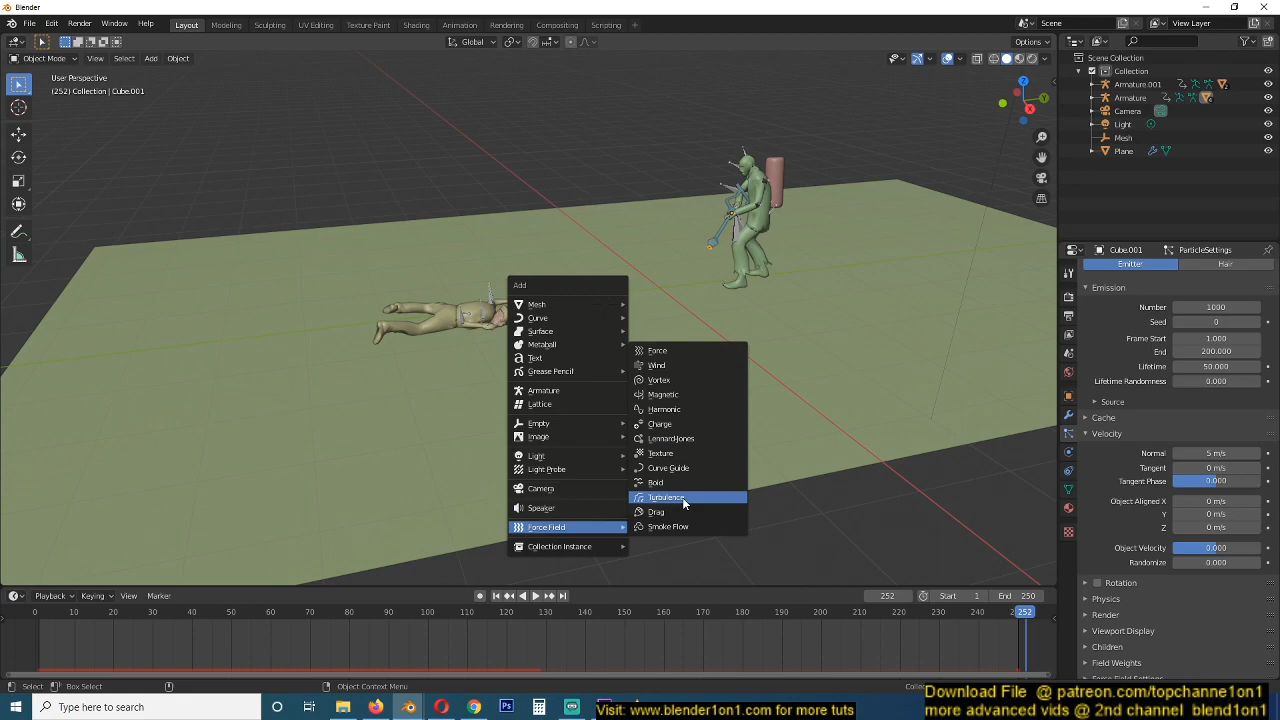 Blender
File Edit Render Window Help Layout Modeling Sculpting UV Editing Texture Paint Shading Animation Rendering Compositing Scripting Scene View Layer
Global Options
Object Mode View Select Add Object
User Perspective
(252) Collection | Cube.001
Scene Collection
Collection
Armature.001
Armature
Camera
Light
Mesh
Plane
X
Y
Z
Add
Mesh
Curve
Surface
Metaball
Text
Grease Pencil
Armature
Lattice
Empty
Image
Light
Light Probe
Camera
Speaker
Force Field
Collection Instance
Force
Wind
Vortex
Magnetic
Harmonic
Charge
Lennard-Jones
Texture
Curve Guide
Boid
Turbulence
Drag
Smoke Flow
Cube.001 ParticleSettings
Emitter Hair
Emission
Number 1000
Seed 0
Frame Start 1.000
End 200.000
Lifetime 50.000
Lifetime Randomness 0.000
Source
Cache
Velocity
Normal 5 m/s
Tangent 0 m/s
Tangent Phase 0.000
Object Aligned X 0 m/s
Y 0 m/s
Z 0 m/s
Object Velocity 0.000
Randomize 0.000
Rotation
Physics
Render
Viewport Display
Children
Field Weights
Playback Keying View Marker 252 Start 1 End 250
0 10 20 30 40 50 60 70 80 90 100 110 120 130 140 150 160 170 180 190 200 210 220 230 252
Select Box Select Object Context Menu
Type here to search
Download File @ patreon.com/topchanne1on1
Visit: www.blender1on1.com for more tuts
more advanced vids @ 2nd channel blend1on1